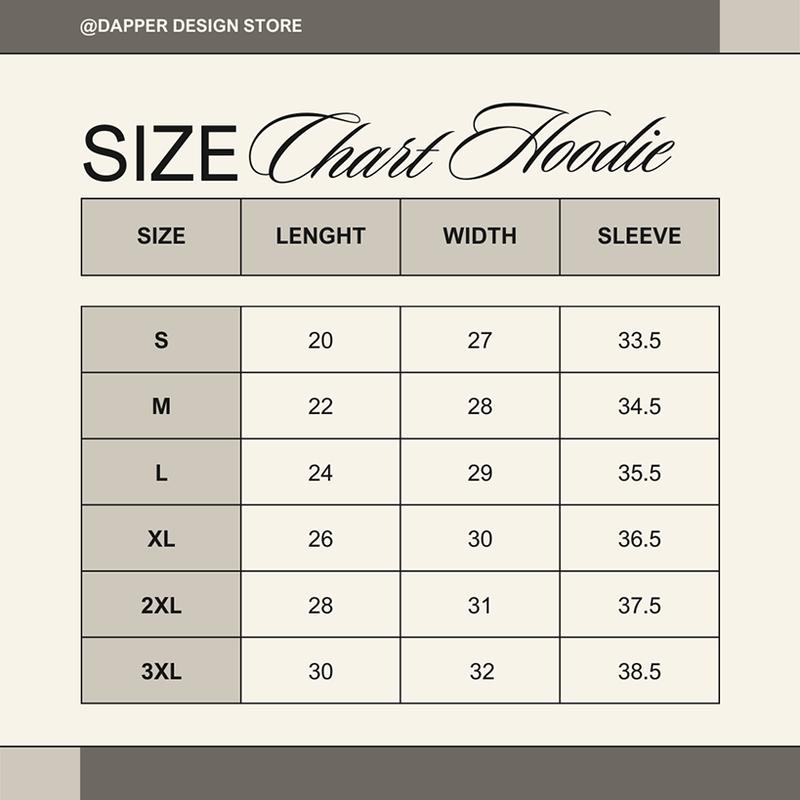 @DAPPER DESIGN STORE
SIZE Chart Hoodie
SIZE LENGHT WIDTH SLEEVE
S 20 27 33.5
M 22 28 34.5
L 24 29 35.5
XL 26 30 36.5
2XL 28 31 37.5
3XL 30 32 38.5